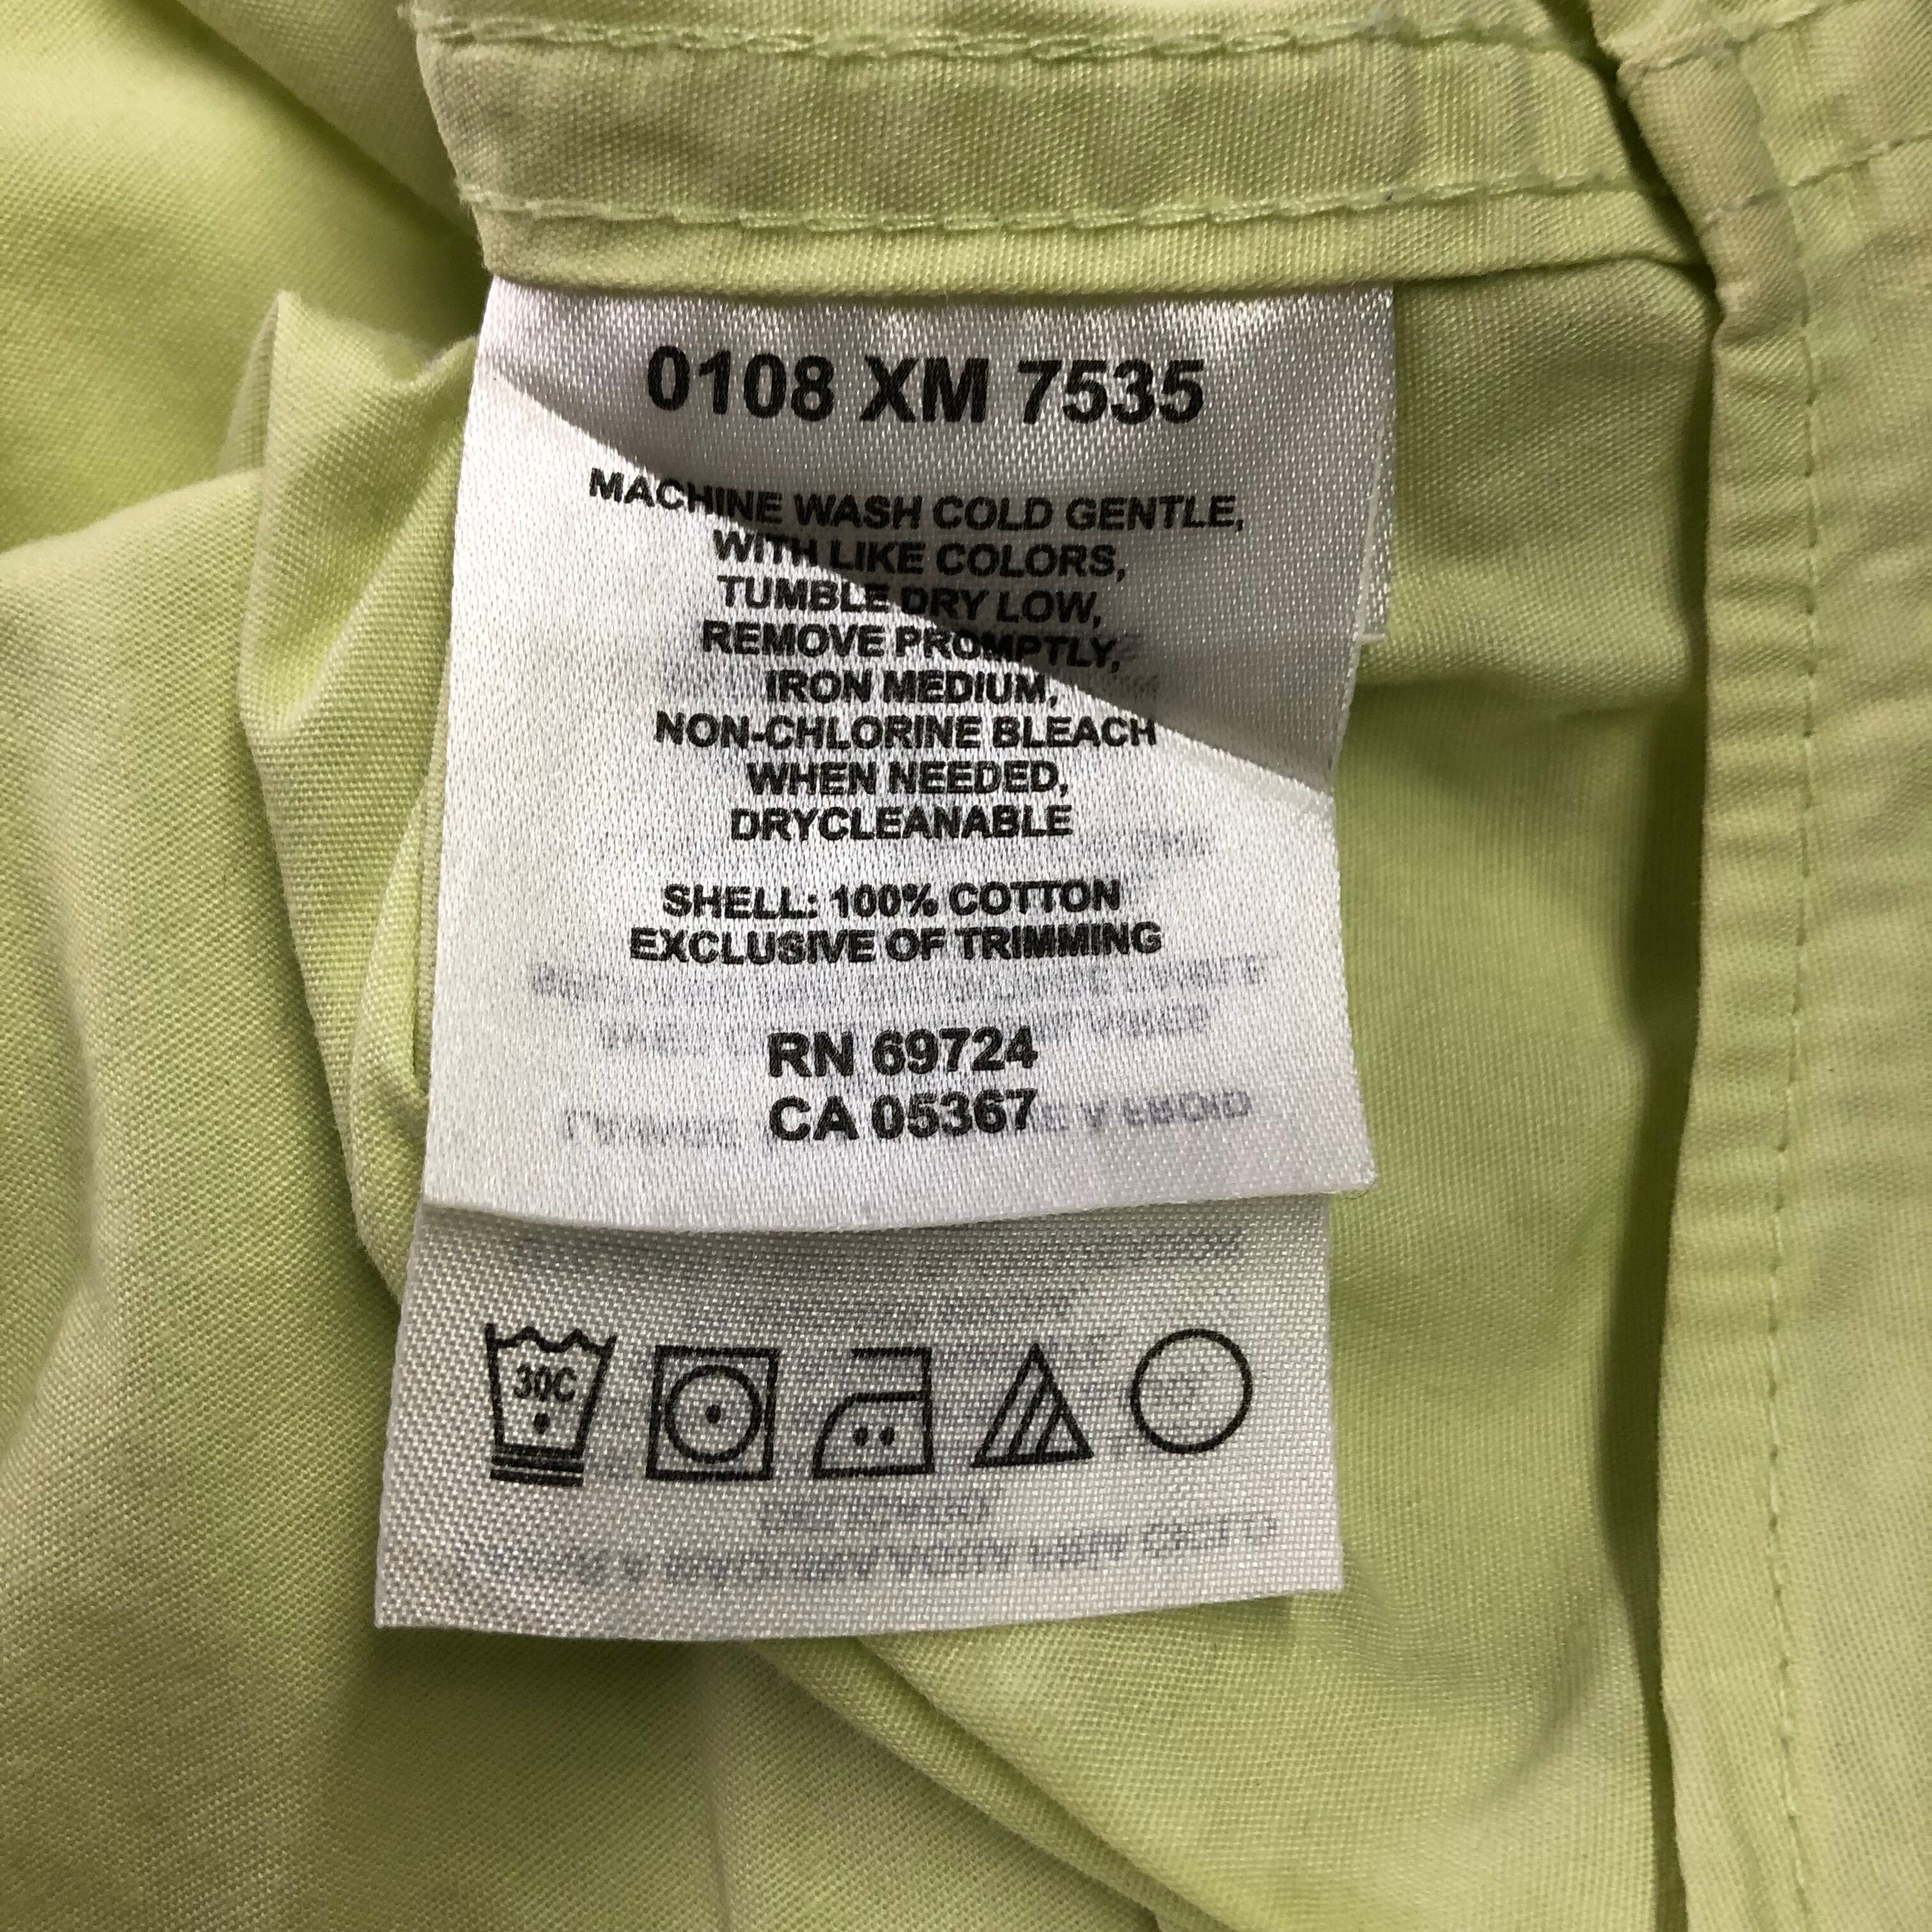 0108 XM 7535
MACHINE WASH COLD GENTLE,
WITH LIKE COLORS,
TUMBLE DRY LOW,
REMOVE PROMPTLY,
IRON MEDIUM,
NON-CHLORINE BLEACH
WHEN NEEDED,
DRYCLEANABLE
SHELL: 100% COTTON
EXCLUSIVE OF TRIMMING
RN 69724
CA 05367
30C